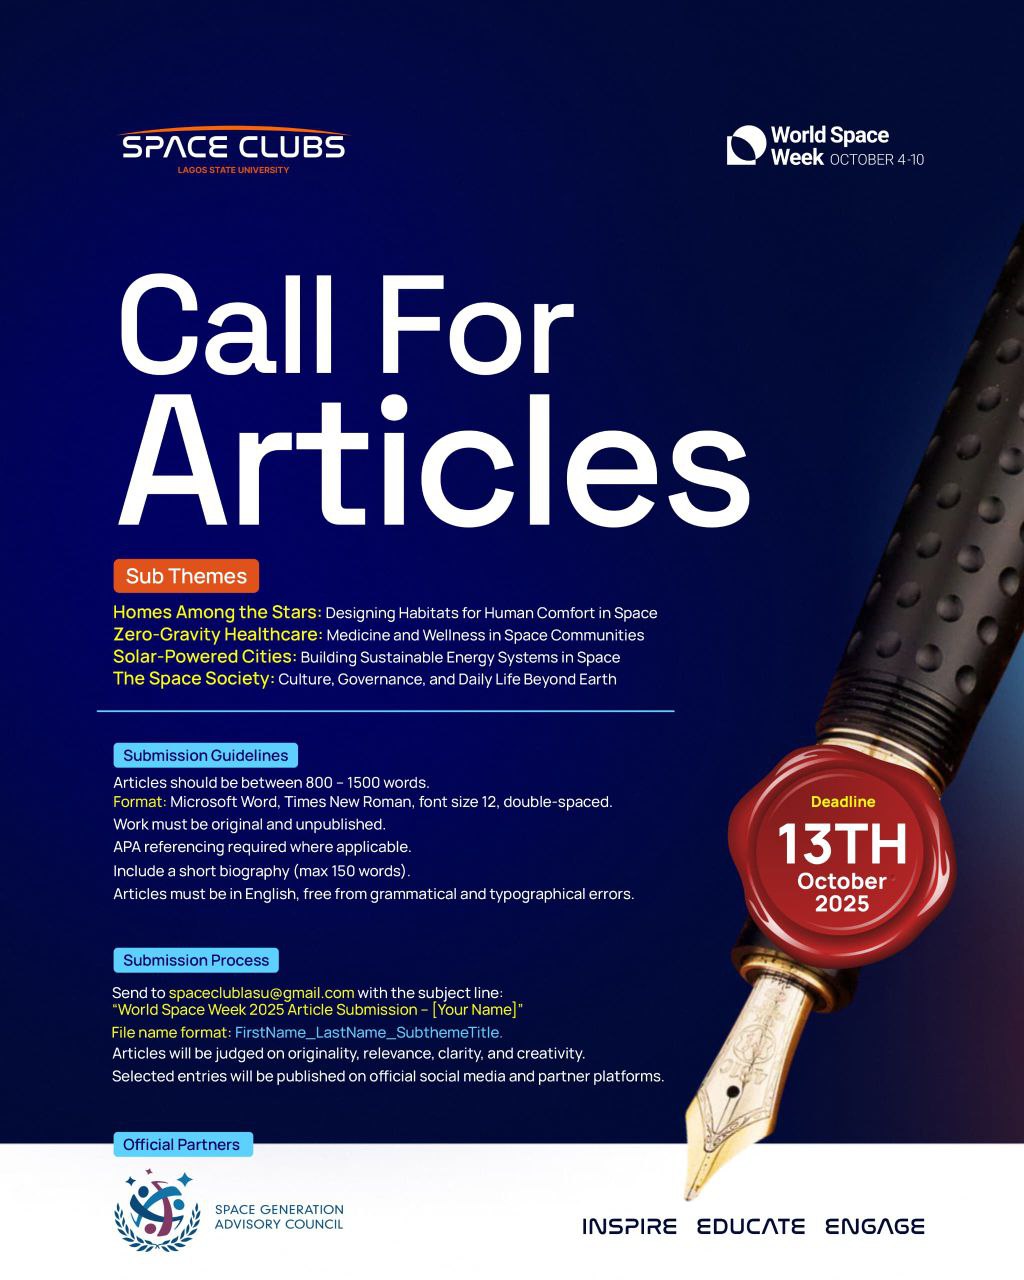 SPACE CLUBS
LAGOS STATE UNIVERSITY
World Space
Week OCTOBER 4-10
Call For
Articles
Sub Themes
Homes Among the Stars: Designing Habitats for Human Comfort in Space
Zero-Gravity Healthcare: Medicine and Wellness in Space Communities
Solar-Powered Cities: Building Sustainable Energy Systems in Space
The Space Society: Culture, Governance, and Daily Life Beyond Earth
Submission Guidelines
Articles should be between 800 – 1500 words.
Format: Microsoft Word, Times New Roman, font size 12, double-spaced.
Work must be original and unpublished.
APA referencing required where applicable.
Include a short biography (max 150 words).
Articles must be in English, free from grammatical and typographical errors.
Deadline
13TH
October
2025
Submission Process
Send to spaceclublasu@gmail.com with the subject line:
“World Space Week 2025 Article Submission – [Your Name]”
File name format: FirstName_LastName_SubthemeTitle.
Articles will be judged on originality, relevance, clarity, and creativity.
Selected entries will be published on official social media and partner platforms.
Official Partners
SPACE GENERATION
ADVISORY COUNCIL
INSPIRE EDUCATE ENGAGE